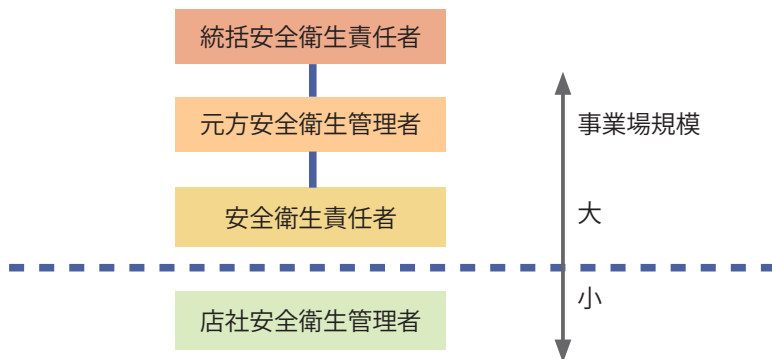 統括安全衛生責任者
元方安全衛生管理者
事業場規模
安全衛生責任者
大
小
店社安全衛生管理者